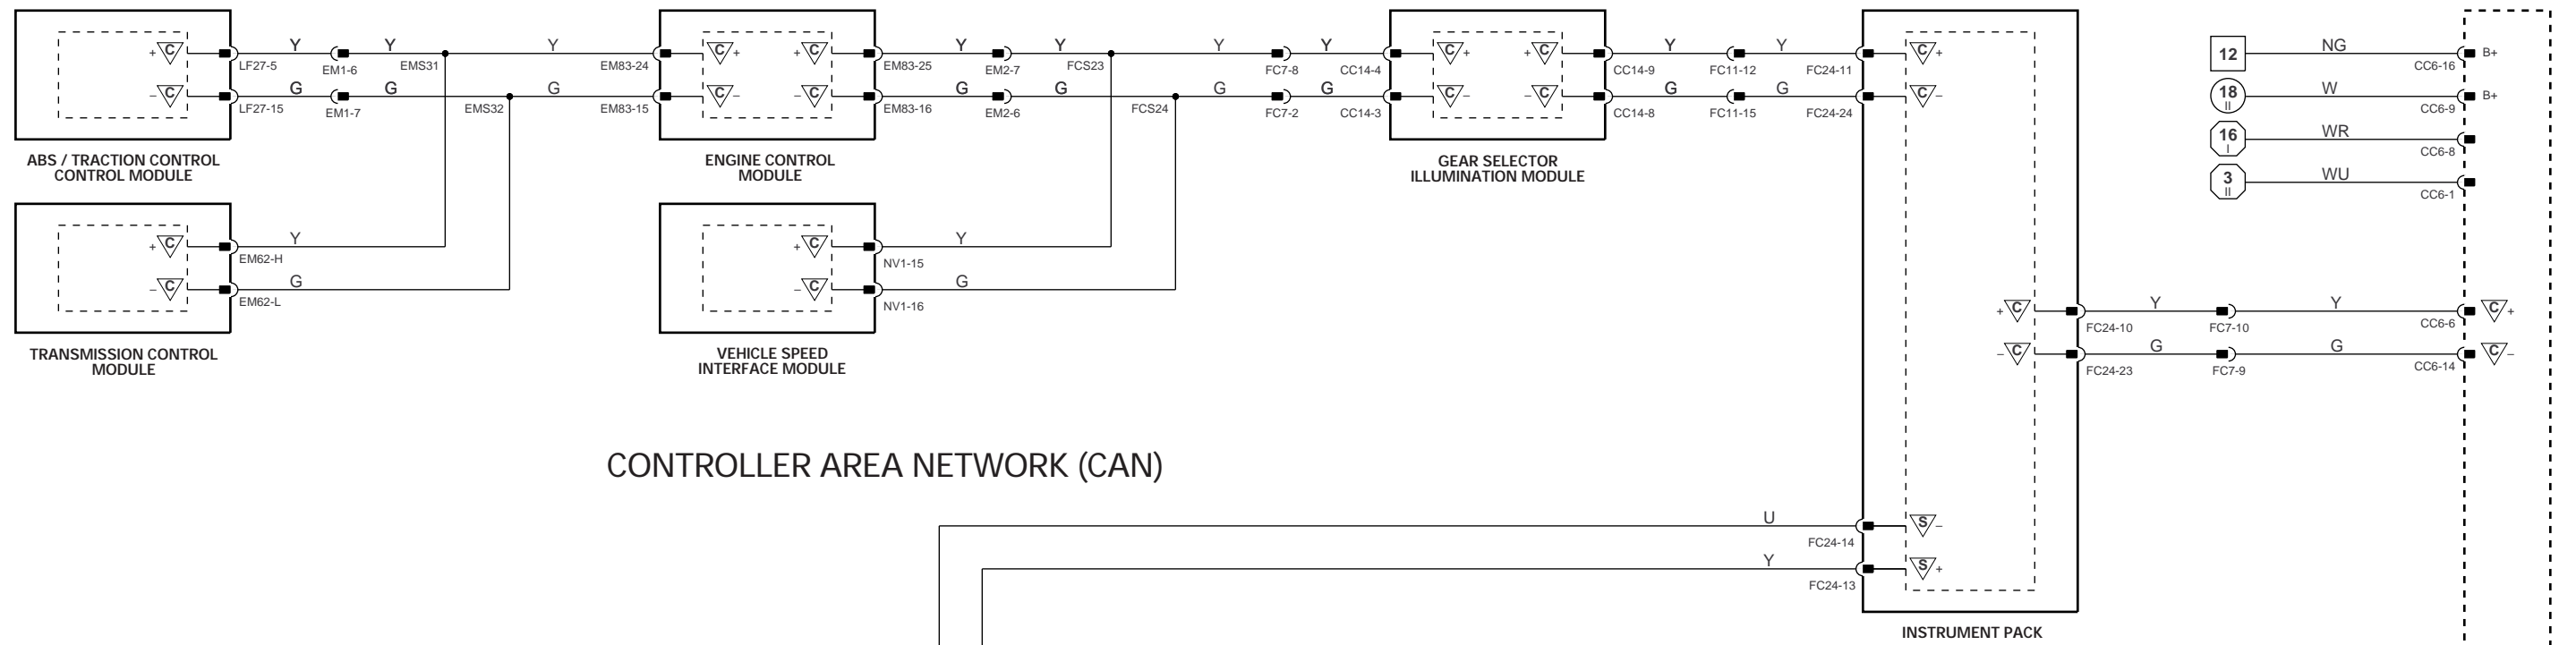 Y Y Y Y Y Y Y Y Y NG
+ C C + + C C + C + + C C + 12 B+
LF27-5 EM1-6 EMS31 EM83-24 EM83-25 EM2-7 FCS23 FC7-8 CC14-4 CC14-9 FC11-12 FC24-11 CC6-16
G G G G G G G G G W
– C C – – C C – C – – C C – 18 II B+
LF27-15 EM1-7 EMS32 EM83-15 EM83-16 EM2-6 FCS24 FC7-2 CC14-3 CC14-8 FC11-15 FC24-24 CC6-9
16 I WR
CC6-8
3 II WU
CC6-1
ABS / TRACTION CONTROL
CONTROL MODULE
ENGINE CONTROL
MODULE
GEAR SELECTOR
ILLUMINATION MODULE
+ C Y
EM62-H
– C G
EM62-L
+ C Y
NV1-15
– C G
NV1-16
+ C Y Y C +
FC24-10 FC7-10 CC6-6
– C G G C –
FC24-23 FC7-9 CC6-14
TRANSMISSION CONTROL
MODULE
VEHICLE SPEED
INTERFACE MODULE
CONTROLLER AREA NETWORK (CAN)
U S –
FC24-14
Y S +
FC24-13
INSTRUMENT PACK